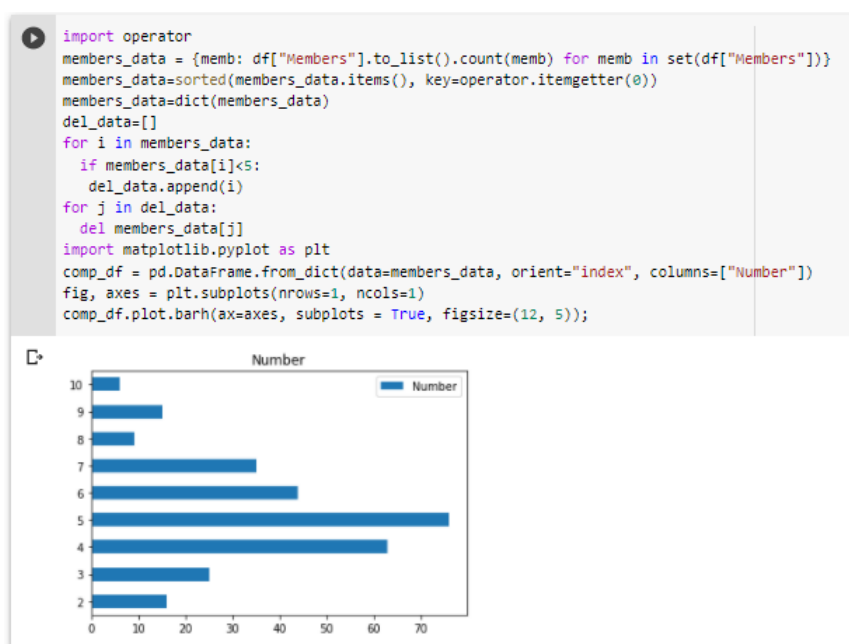 import operator
members_data = {memb: df["Members"].to_list().count(memb) for memb in set(df["Members"])}
members_data=sorted(members_data.items(), key=operator.itemgetter(0))
members_data=dict(members_data)
del_data=[]
for i in members_data:
  if members_data[i]<5:
   del_data.append(i)
for j in del_data:
  del members_data[j]
import matplotlib.pyplot as plt
comp_df = pd.DataFrame.from_dict(data=members_data, orient="index", columns=["Number"])
fig, axes = plt.subplots(nrows=1, ncols=1)
comp_df.plot.barh(ax=axes, subplots = True, figsize=(12, 5));
Number
Number
10
9
8
7
6
5
4
3
2
0 10 20 30 40 50 60 70